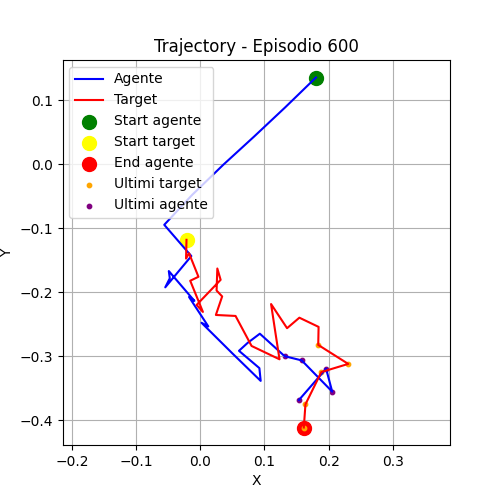 Trajectory - Episodio 600
Agente
Target
Start agente
Start target
End agente
Ultimi target
Ultimi agente
0.1
0.0
−0.1
−0.2
−0.3
−0.4
Y
−0.2
−0.1
0.0
0.1
0.2
0.3
X